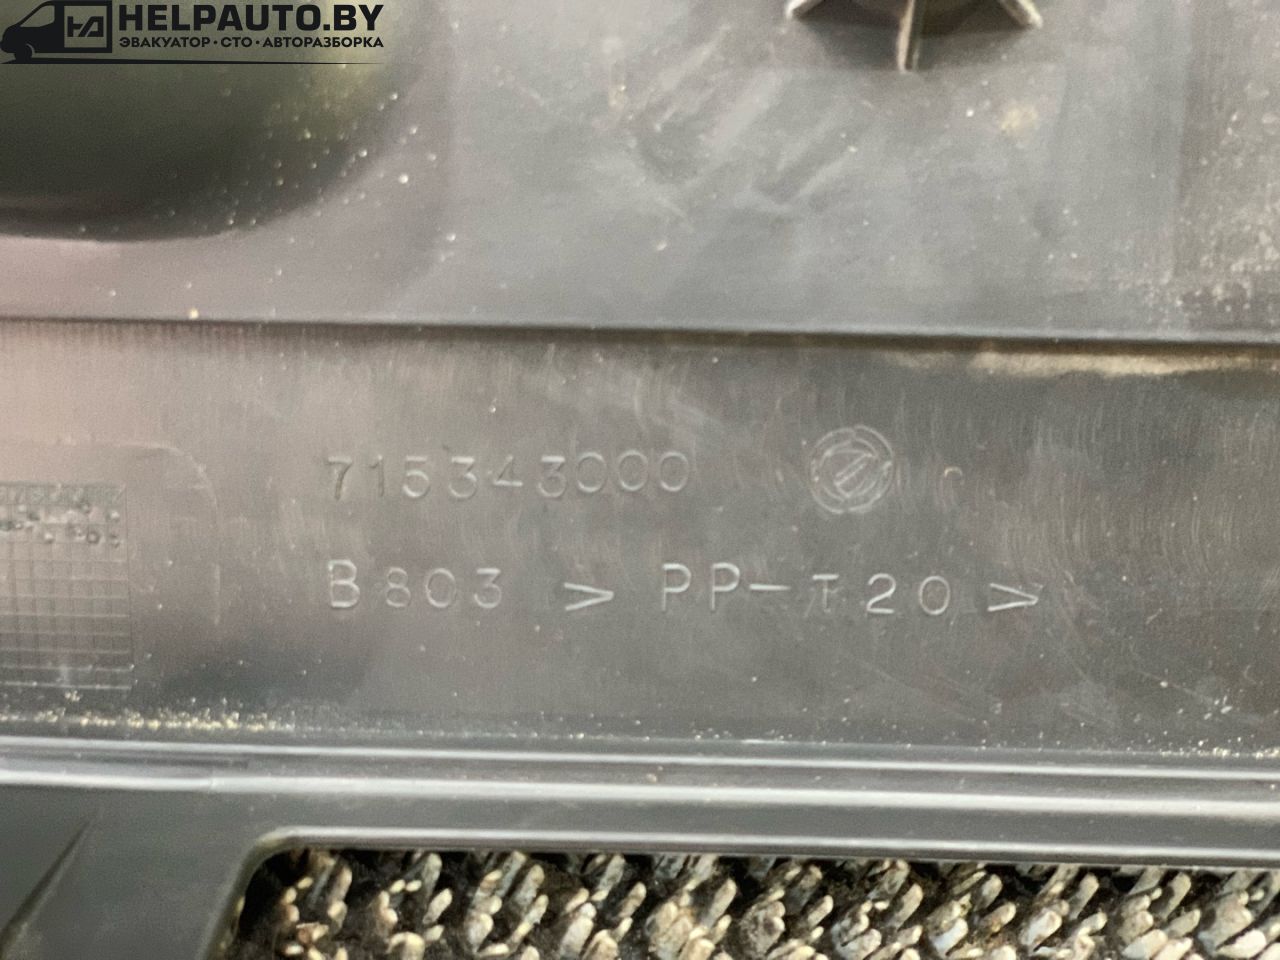 HELPAUTO.BY
ЭВАКУАТОР·СТО·АВТОРАЗБОРКА
715343000
B803 > PP-T20 >